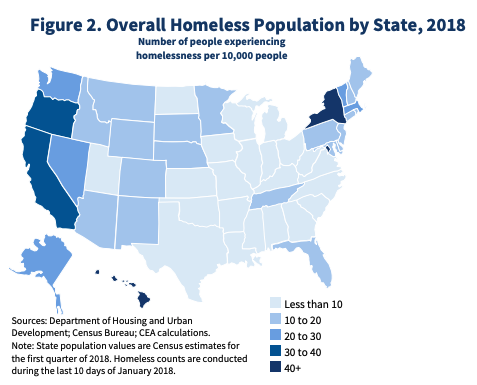 Figure 2. Overall Homeless Population by State, 2018
Number of people experiencing
homelessness per 10,000 people
Less than 10
10 to 20
20 to 30
30 to 40
40+
Sources: Department of Housing and Urban
Development; Census Bureau; CEA calculations.
Note: State population values are Census estimates for
the first quarter of 2018. Homeless counts are conducted
during the last 10 days of January 2018.